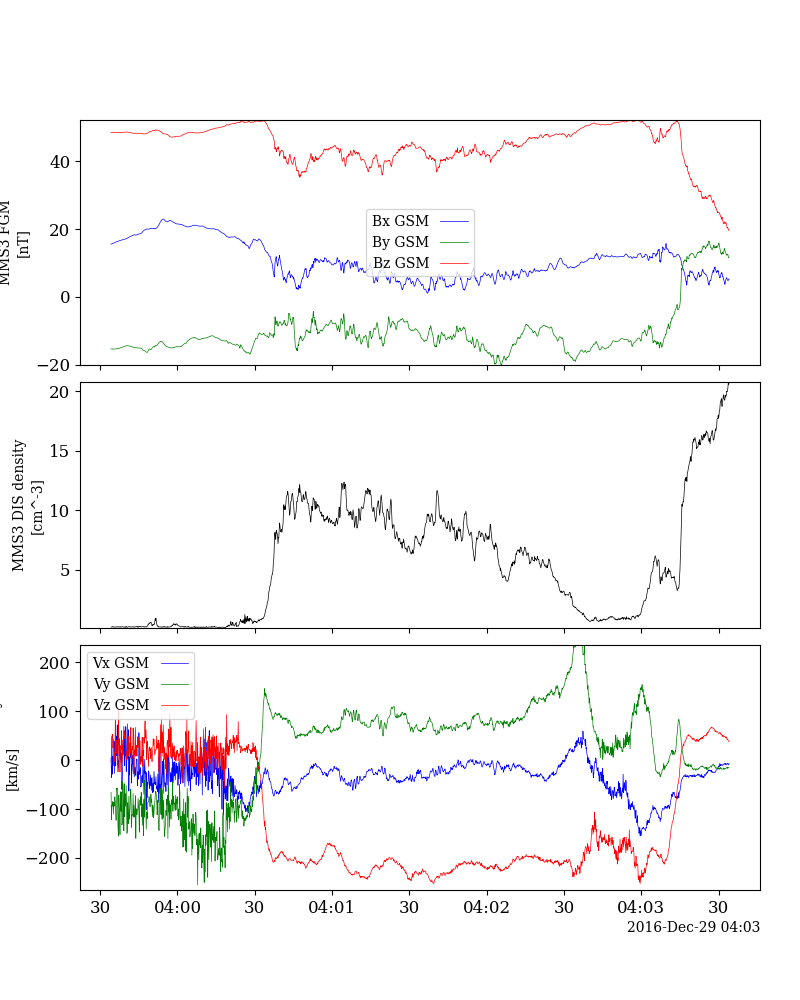 40
20
0
−20
MMS3 FGM
[nT]
Bx GSM
By GSM
Bz GSM
20
15
10
5
MMS3 DIS density
[cm^-3]
200
100
0
−100
−200
[km/s]
Vx GSM
Vy GSM
Vz GSM
30 04:00 30 04:01 30 04:02 30 04:03 30
2016-Dec-29 04:03